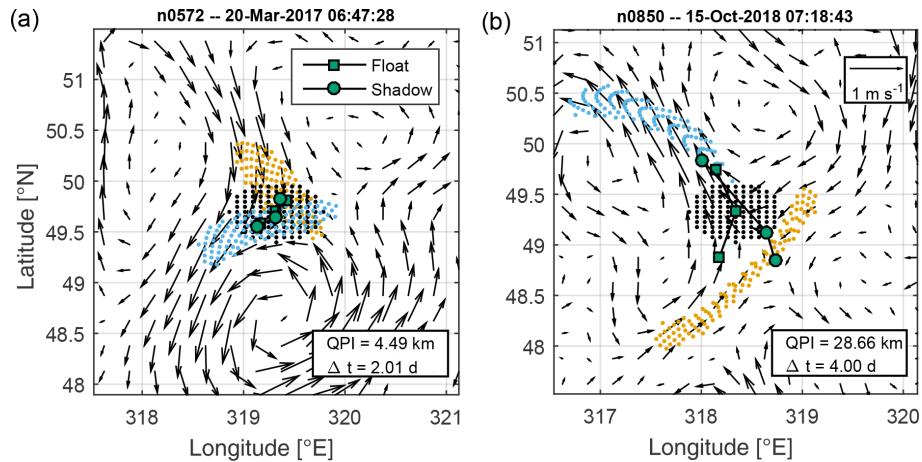 (a)
n0572 -- 20-Mar-2017 06:47:28
Float
Shadow
51
50.5
50
49.5
49
48.5
48
Latitude [°N]
QPI = 4.49 km
Δ t = 2.01 d
318
319
320
321
Longitude [°E]
(b)
n0850 -- 15-Oct-2018 07:18:43
1 m s⁻¹
51
50.5
50
49.5
49
48.5
48
QPI = 28.66 km
Δ t = 4.00 d
317
318
319
320
Longitude [°E]